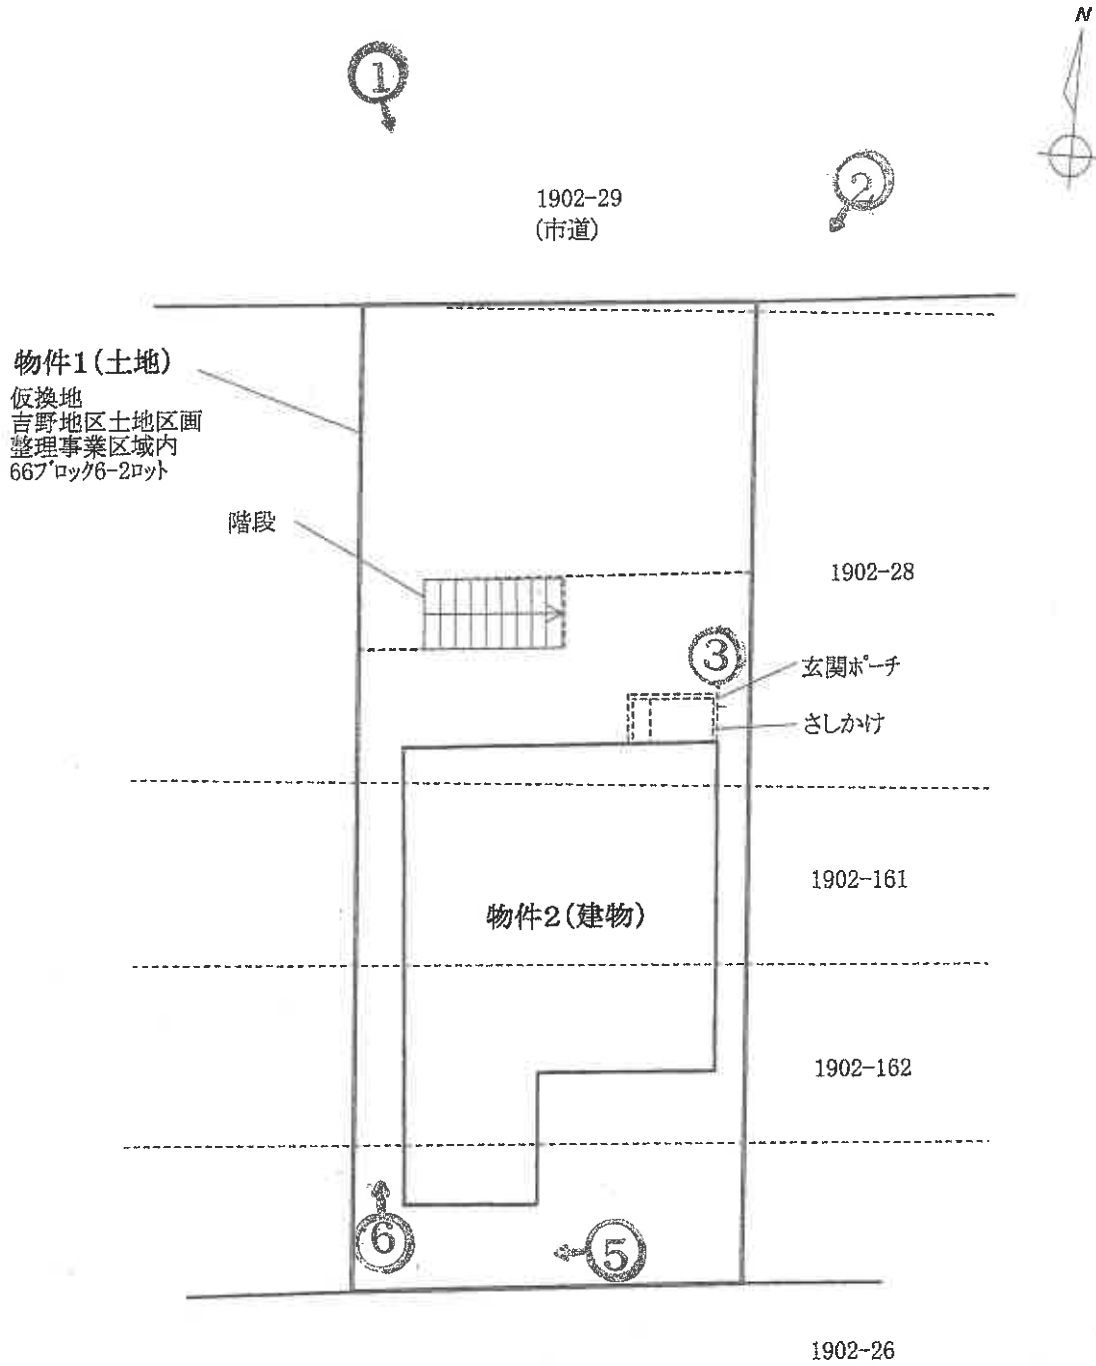 N
①
②
1902-29
(市道)
物件1(土地)
仮換地
吉野地区土地区画
整理事業区域内
66ブロック6-2ロット
階段
1902-28
③
玄関ポーチ
さしかけ
1902-161
物件2(建物)
1902-162
⑥
⑤
1902-26